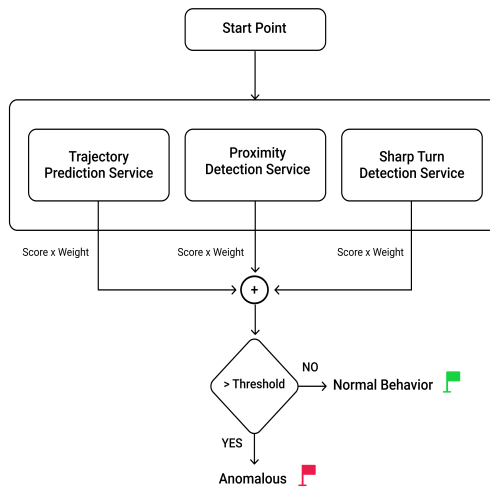 Start Point
Trajectory
Prediction Service
Proximity
Detection Service
Sharp Turn
Detection Service
Score x Weight
Score x Weight
Score x Weight
+
> Threshold
NO
Normal Behavior
YES
Anomalous